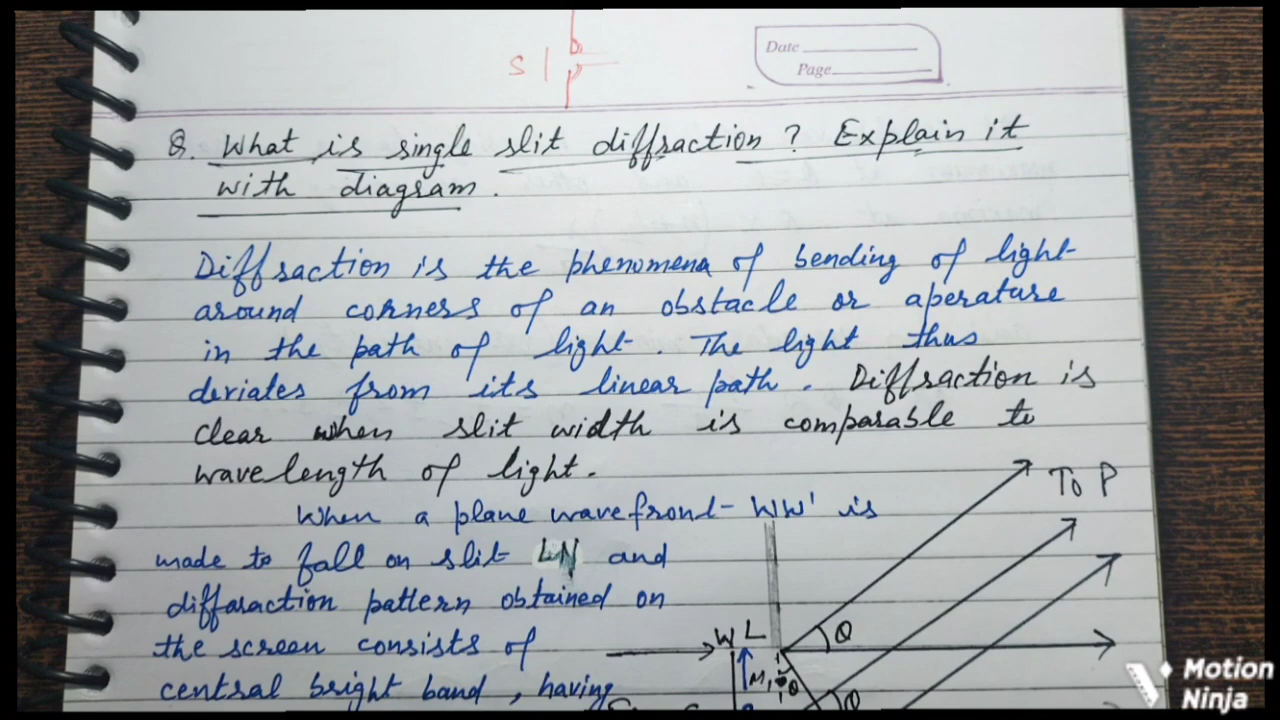 S
Date
Page
Q. What is single slit diffraction? Explain it
with diagram.
Diffraction is the phenomena of bending of light
around corners of an obstacle or aperature
in the path of light. The light thus
deviates from its linear path. Diffraction is
clear when slit width is comparable to
wavelength of light.
To P
When a plane wavefront WW' is
made to fall on slit LN and
diffraction pattern obtained on
the screen consists of
W L θ
central bright band, having
M1 θ
θ
Motion
Ninja